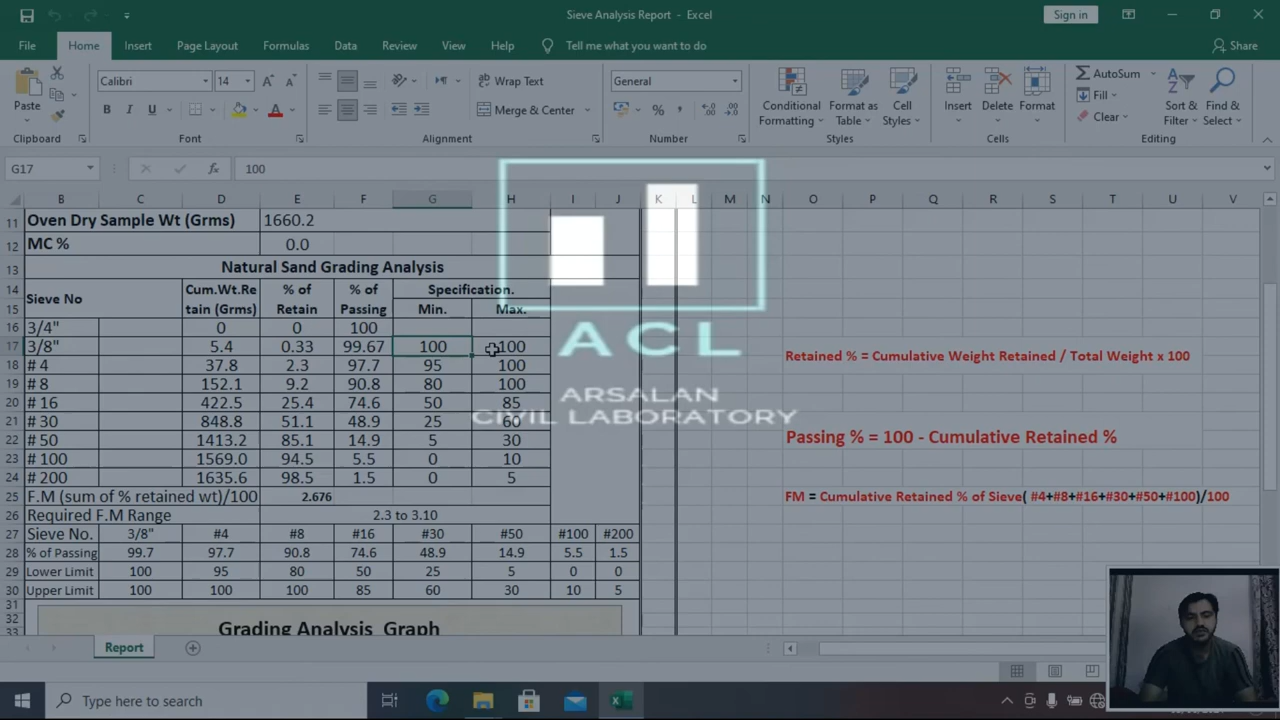 Sieve Analysis Report - Excel
Sign in
File Home Insert Page Layout Formulas Data Review View Help Tell me what you want to do Share
Paste
Calibri 14
B I U
Wrap Text
Merge & Center
General
Conditional Formatting
Format as Table
Cell Styles
Insert Delete Format
AutoSum
Fill
Clear
Sort & Filter
Find & Select
Clipboard Font Alignment Number Styles Cells Editing
G17 fx 100
B C D E F G H I J K L M N O P Q R S T U V
11 Oven Dry Sample Wt (Grms) 1660.2
12 MC % 0.0
13 Natural Sand Grading Analysis
14 Sieve No Cum.Wt.Re % of % of Specification.
15 tain (Grms) Retain Passing Min. Max.
16 3/4" 0 0 100
17 3/8" 5.4 0.33 99.67 100 100
18 # 4 37.8 2.3 97.7 95 100
19 # 8 152.1 9.2 90.8 80 100
20 # 16 422.5 25.4 74.6 50 85
21 # 30 848.8 51.1 48.9 25 60
22 # 50 1413.2 85.1 14.9 5 30
23 # 100 1569.0 94.5 5.5 0 10
24 # 200 1635.6 98.5 1.5 0 5
25 F.M (sum of % retained wt)/100 2.676
26 Required F.M Range 2.3 to 3.10
27 Sieve No. 3/8" #4 #8 #16 #30 #50 #100 #200
28 % of Passing 99.7 97.7 90.8 74.6 48.9 14.9 5.5 1.5
29 Lower Limit 100 95 80 50 25 5 0 0
30 Upper Limit 100 100 100 85 60 30 10 5
31
32
33 Grading Analysis Graph
ACL
ARSALAN
CIVIL LABORATORY
Retained % = Cumulative Weight Retained / Total Weight x 100
Passing % = 100 - Cumulative Retained %
FM = Cumulative Retained % of Sieve( #4+#8+#16+#30+#50+#100)/100
Report
Type here to search